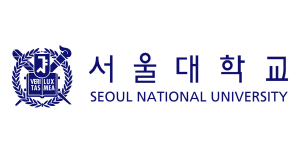 VERI LUX
TAS MEA
서울대학교
SEOUL NATIONAL UNIVERSITY